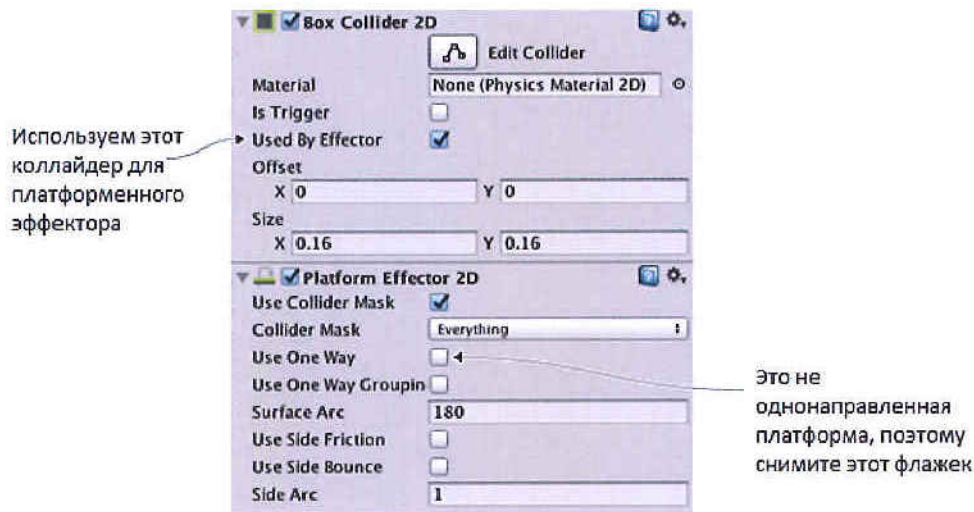 Box Collider 2D
Edit Collider
Material None (Physics Material 2D)
Is Trigger
Используем этот
коллайдер для
платформенного
эффектора
Used By Effector
Offset
X 0 Y 0
Size
X 0.16 Y 0.16
Platform Effector 2D
Use Collider Mask
Collider Mask Everything
Use One Way
Use One Way Groupin
Surface Arc 180
Use Side Friction
Use Side Bounce
Side Arc 1
Это не
однонаправленная
платформа, поэтому
снимите этот флажек